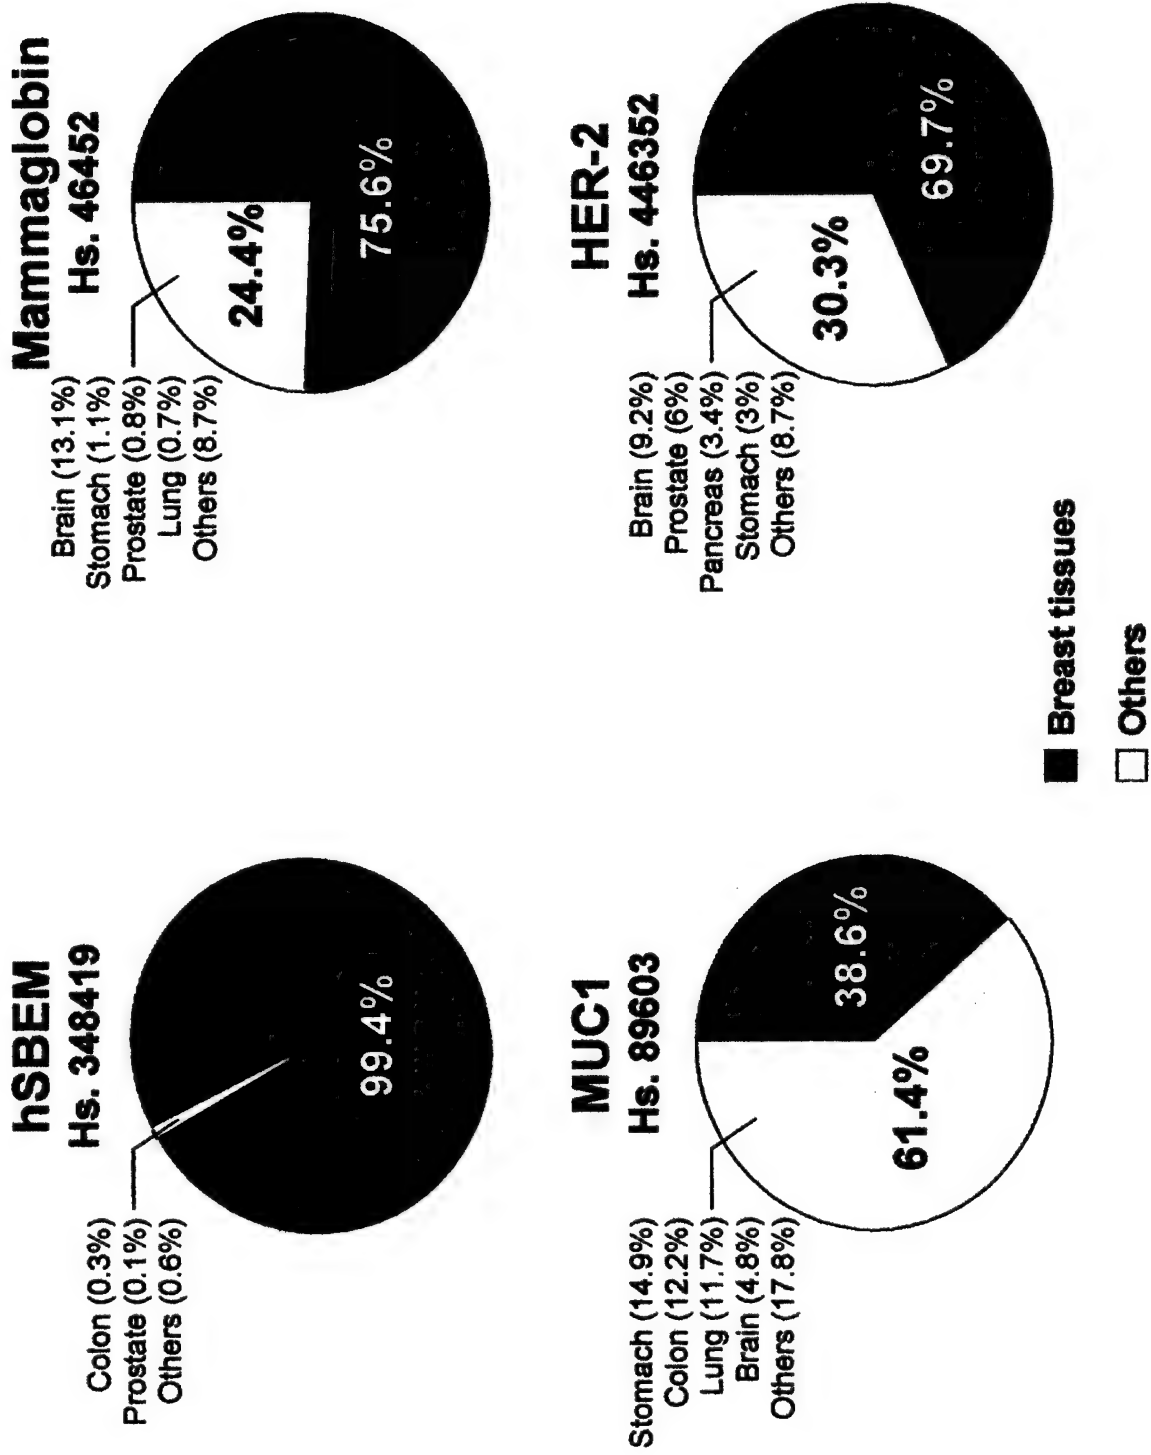 hSBEM
Hs. 348419
Colon (0.3%)
Prostate (0.1%)
Others (0.6%)
99.4%
Mammaglobin
Hs. 46452
Brain (13.1%)
Stomach (1.1%)
Prostate (0.8%)
Lung (0.7%)
Others (8.7%)
24.4%
75.6%
MUC1
Hs. 89603
Stomach (14.9%)
Colon (12.2%)
Lung (11.7%)
Brain (4.8%)
Others (17.8%)
61.4%
38.6%
HER-2
Hs. 446352
Brain (9.2%)
Prostate (6%)
Pancreas (3.4%)
Stomach (3%)
Others (8.7%)
30.3%
69.7%
Breast tissues
Others